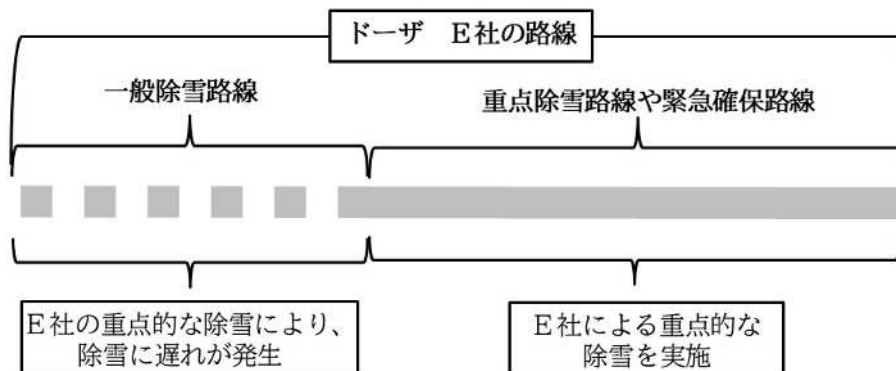 ドーザ　Ｅ社の路線
一般除雪路線
重点除雪路線や緊急確保路線
Ｅ社の重点的な除雪により、
除雪に遅れが発生
Ｅ社による重点的な
除雪を実施